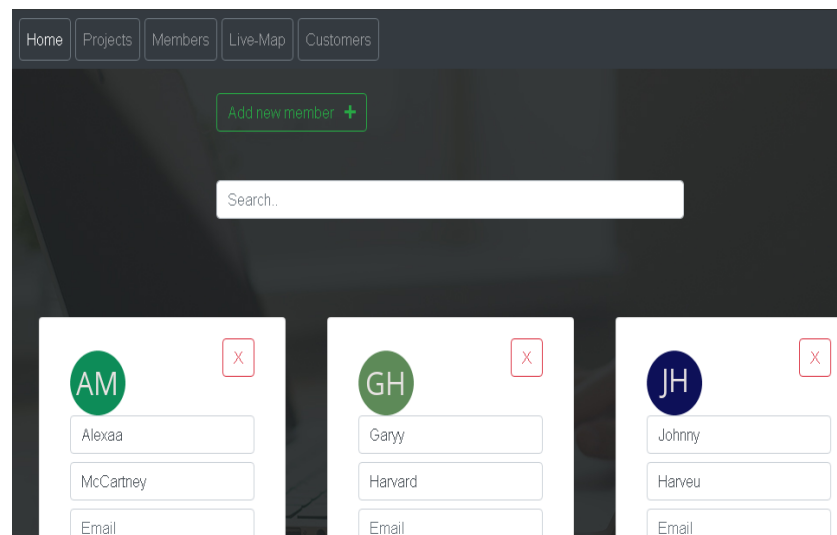 Home Projects Members Live-Map Customers
Add new member +
Search..
X X X
AM GH JH
Alexaa Garyy Johnny
McCartney Harvard Harveu
Email Email Email